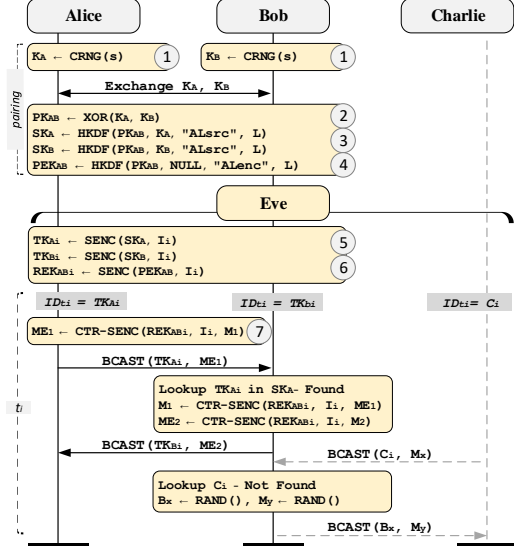 Alice Bob Charlie
KA ← CRNG(s) 1 KB ← CRNG(s) 1
Exchange KA, KB
pairing
PKAB ← XOR(KA, KB) 2
SKA ← HKDF(PKAB, KA, "ALsrc", L)
SKB ← HKDF(PKAB, KB, "ALsrc", L) 3
PEKAB ← HKDF(PKAB, NULL, "ALenc", L) 4
Eve
TKAi ← SENC(SKA, Ii) 5
TKBi ← SENC(SKB, Ii)
REKABi ← SENC(PEKAB, Ii) 6
IDti = TKAi IDti = TKbi IDti= Ci
ME1 ← CTR-SENC(REKABi, Ii, M1) 7
BCAST(TKAi, ME1)
Lookup TKAi in SKA- Found
M1 ← CTR-SENC(REKABi, Ii, ME1)
ME2 ← CTR-SENC(REKABi, Ii, M2)
ti
BCAST(TKBi, ME2) BCAST(Ci, Mx)
Lookup Ci - Not Found
Bx ← RAND(), My ← RAND()
BCAST(Bx, My)